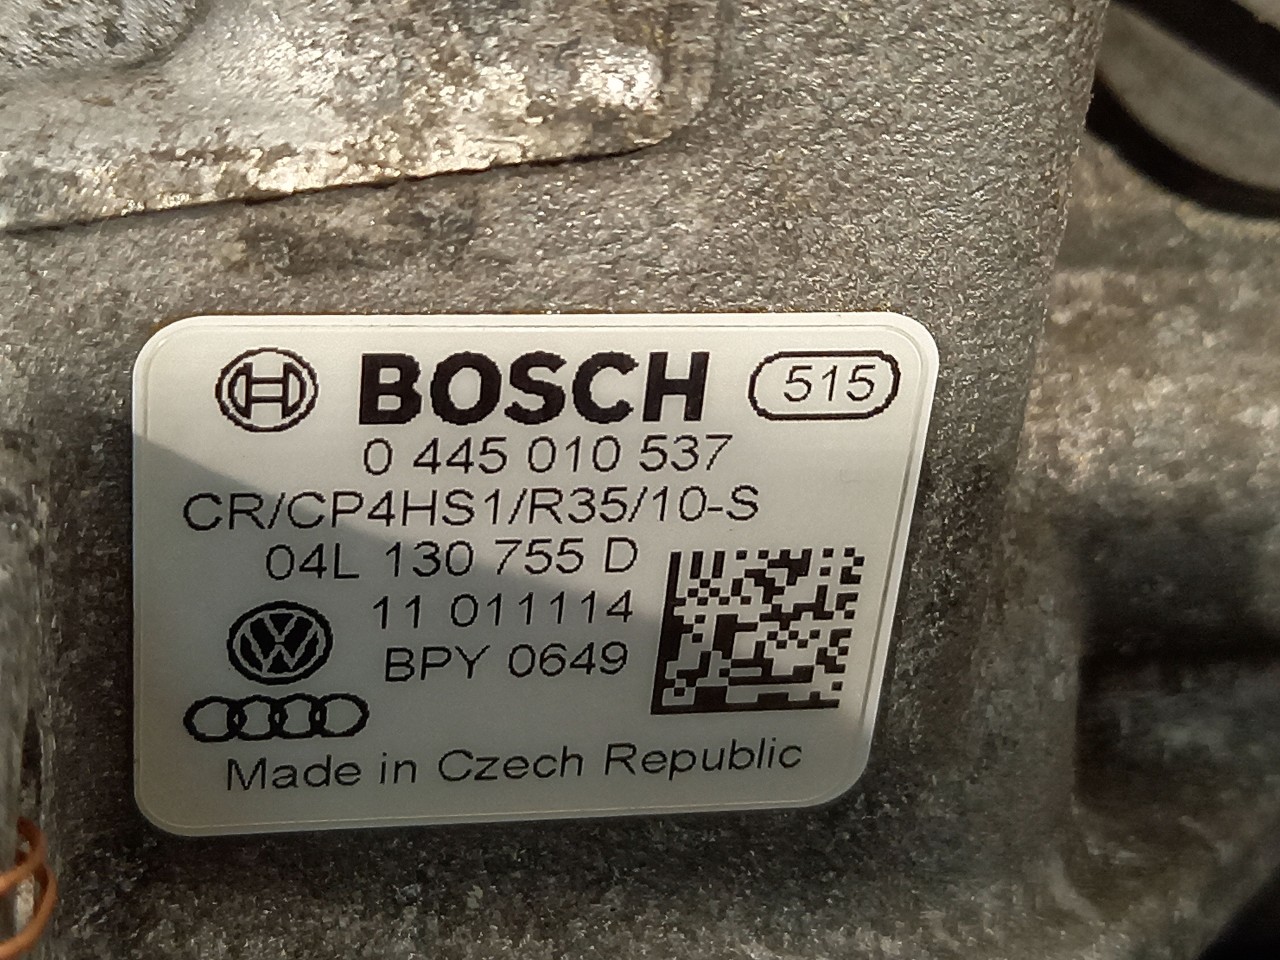 BOSCH 515
0 445 010 537
CR/CP4HS1/R35/10-S
04L 130 755 D
11 011114
BPY 0649
Made in Czech Republic